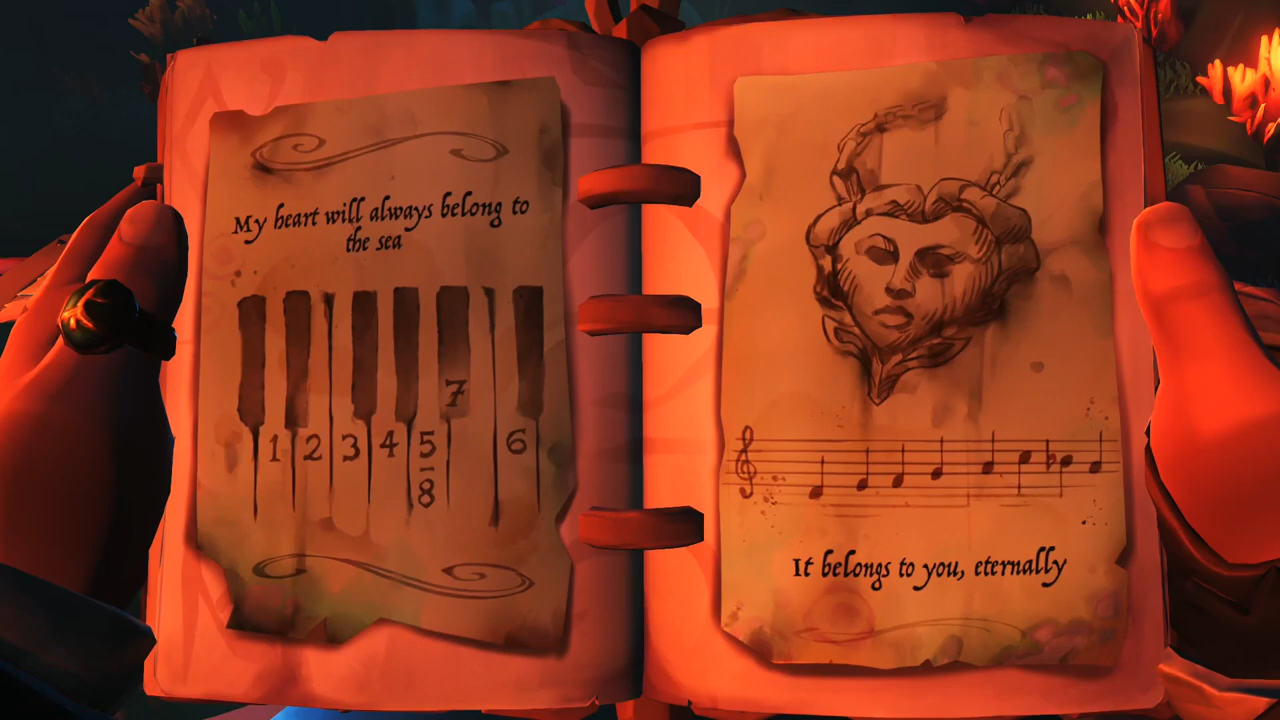 My heart will always belong to
the sea
7
1 2 3 4 5 6
8
It belongs to you, eternally